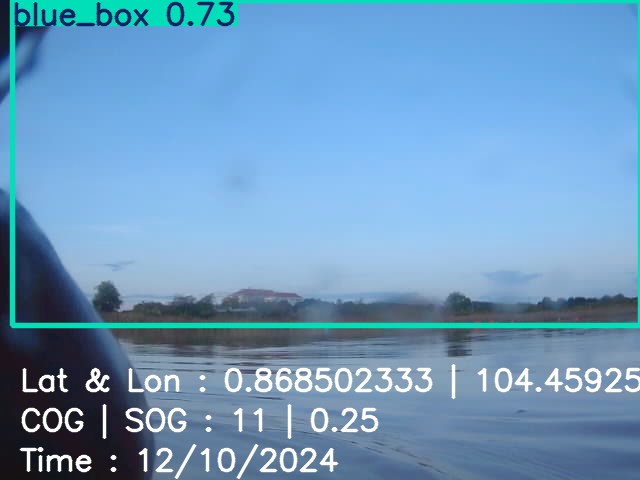 blue_box 0.73
Lat & Lon : 0.868502333 | 104.45925
COG | SOG : 11 | 0.25
Time : 12/10/2024